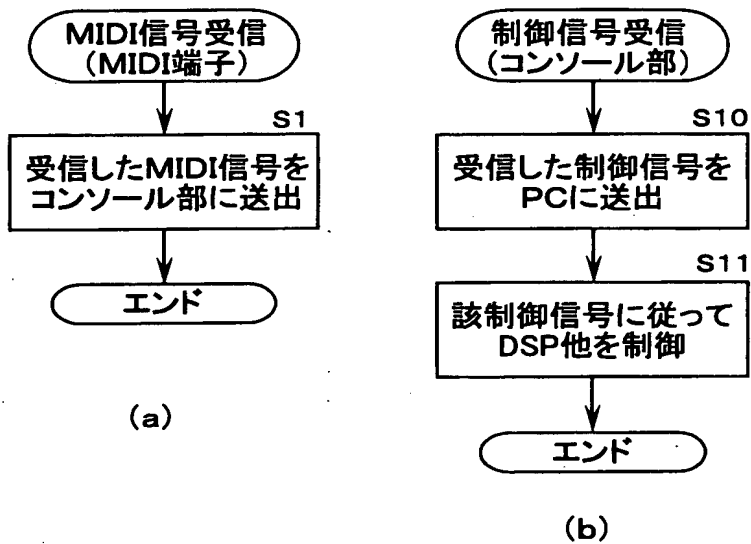 MIDI信号受信
(MIDI端子)
S1
受信したMIDI信号を
コンソール部に送出
エンド
(a)
制御信号受信
(コンソール部)
S10
受信した制御信号を
PCに送出
S11
該制御信号に従って
DSP他を制御
エンド
(b)